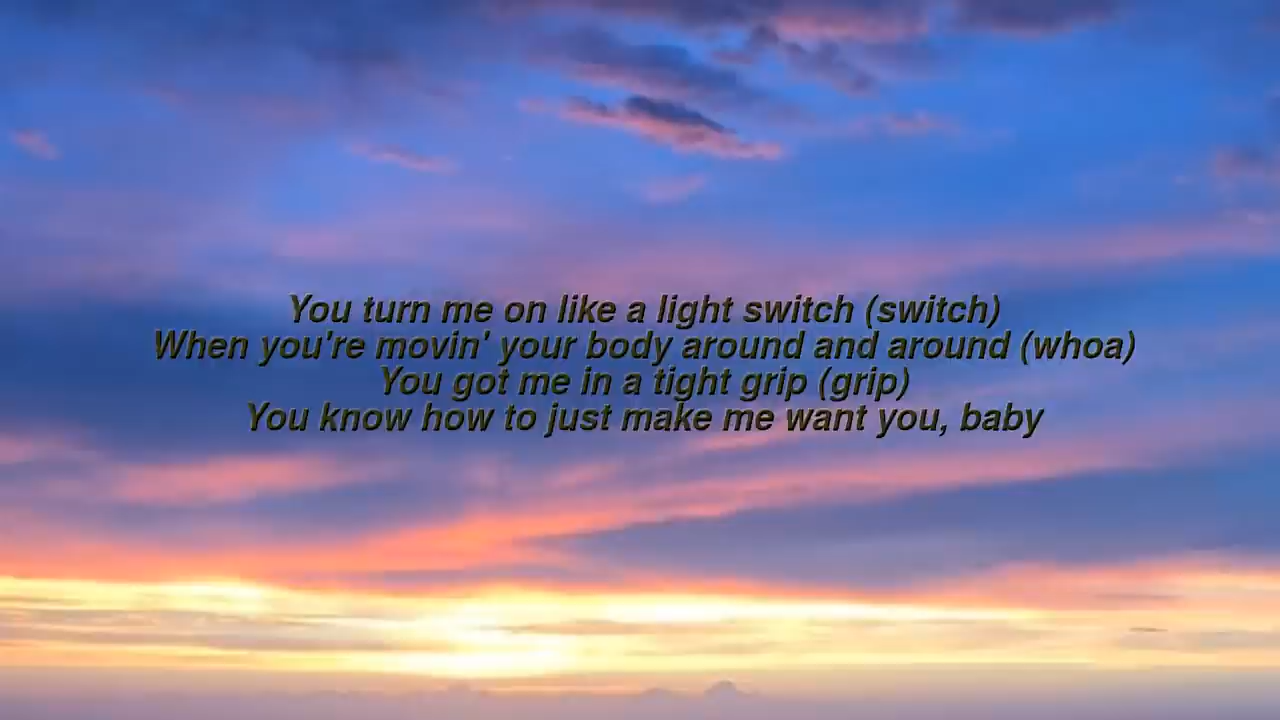 You turn me on like a light switch (switch)
When you're movin' your body around and around (whoa)
You got me in a tight grip (grip)
You know how to just make me want you, baby